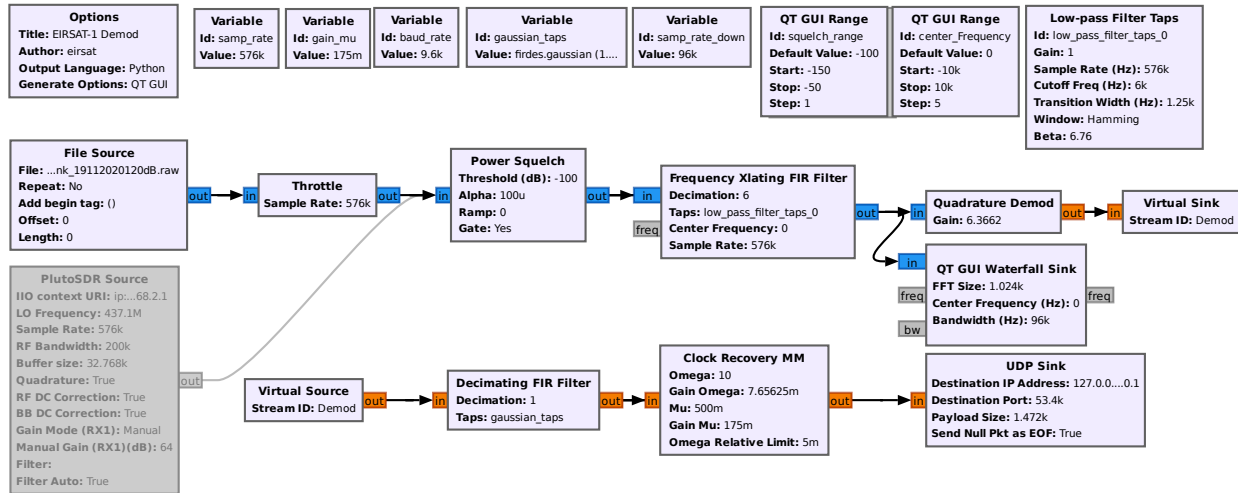 Options
Title: EIRSAT-1 Demod
Author: eirsat
Output Language: Python
Generate Options: QT GUI
Variable
Id: samp_rate
Value: 576k
Variable
Id: gain_mu
Value: 175m
Variable
Id: baud_rate
Value: 9.6k
Variable
Id: gaussian_taps
Value: firdes.gaussian (1....
Variable
Id: samp_rate_down
Value: 96k
QT GUI Range
Id: squelch_range
Default Value: -100
Start: -150
Stop: -50
Step: 1
QT GUI Range
Id: center_Frequency
Default Value: 0
Start: -10k
Stop: 10k
Step: 5
Low-pass Filter Taps
Id: low_pass_filter_taps_0
Gain: 1
Sample Rate (Hz): 576k
Cutoff Freq (Hz): 6k
Transition Width (Hz): 1.25k
Window: Hamming
Beta: 6.76
File Source
File: ...nk_19112020120dB.raw
Repeat: No
Add begin tag: ()
Offset: 0
Length: 0
out
in
Throttle
Sample Rate: 576k
out
in
Power Squelch
Threshold (dB): -100
Alpha: 100u
Ramp: 0
Gate: Yes
out
in
freq
Frequency Xlating FIR Filter
Decimation: 6
Taps: low_pass_filter_taps_0
Center Frequency: 0
Sample Rate: 576k
out
in
Quadrature Demod
Gain: 6.3662
out
in
Virtual Sink
Stream ID: Demod
in
freq
bw
QT GUI Waterfall Sink
FFT Size: 1.024k
Center Frequency (Hz): 0
Bandwidth (Hz): 96k
freq
PlutoSDR Source
IIO context URI: ip:...68.2.1
LO Frequency: 437.1M
Sample Rate: 576k
RF Bandwidth: 200k
Buffer size: 32.768k
Quadrature: True
RF DC Correction: True
BB DC Correction: True
Gain Mode (RX1): Manual
Manual Gain (RX1)(dB): 64
Filter:
Filter Auto: True
out
Virtual Source
Stream ID: Demod
out
in
Decimating FIR Filter
Decimation: 1
Taps: gaussian_taps
out
in
Clock Recovery MM
Omega: 10
Gain Omega: 7.65625m
Mu: 500m
Gain Mu: 175m
Omega Relative Limit: 5m
out
in
UDP Sink
Destination IP Address: 127.0.0....0.1
Destination Port: 53.4k
Payload Size: 1.472k
Send Null Pkt as EOF: True